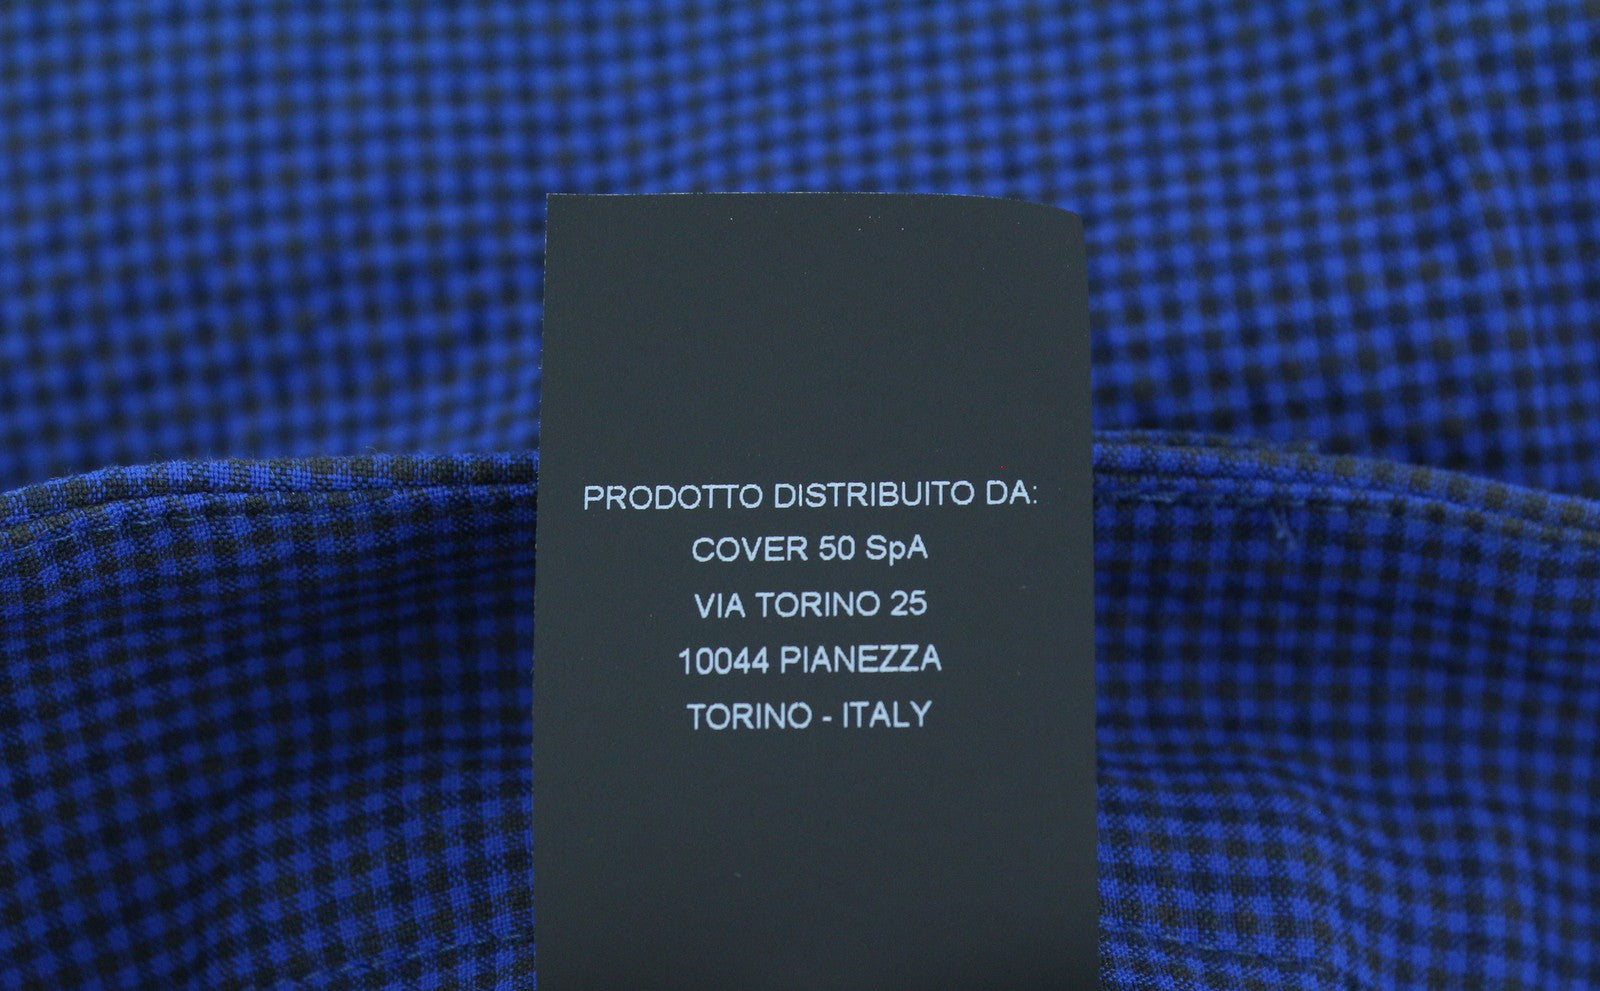 PRODOTTO DISTRIBUITO DA:
COVER 50 SpA
VIA TORINO 25
10044 PIANEZZA
TORINO - ITALY